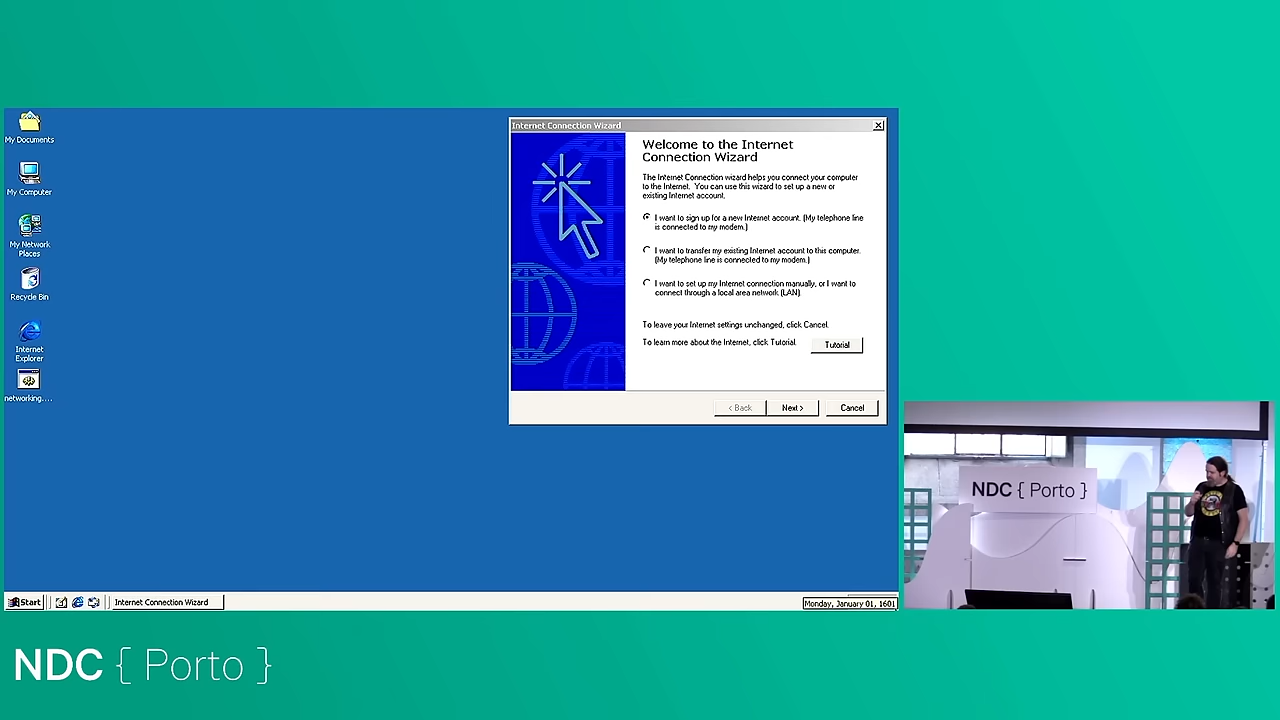 My Documents
My Computer
My Network
Places
Recycle Bin
Internet
Explorer
networking....
Internet Connection Wizard
Welcome to the Internet
Connection Wizard
The Internet Connection wizard helps you connect your computer
to the Internet. You can use this wizard to set up a new or
existing Internet account.
I want to sign up for a new Internet account. (My telephone line
is connected to my modem.)
I want to transfer my existing Internet account to this computer.
(My telephone line is connected to my modem.)
I want to set up my Internet connection manually, or I want to
connect through a local area network (LAN).
To leave your Internet settings unchanged, click Cancel.
To learn more about the Internet, click Tutorial.
Tutorial
< Back
Next >
Cancel
Start
Internet Connection Wizard
Monday, January 01, 1601
NDC { Porto }
NDC { Porto }